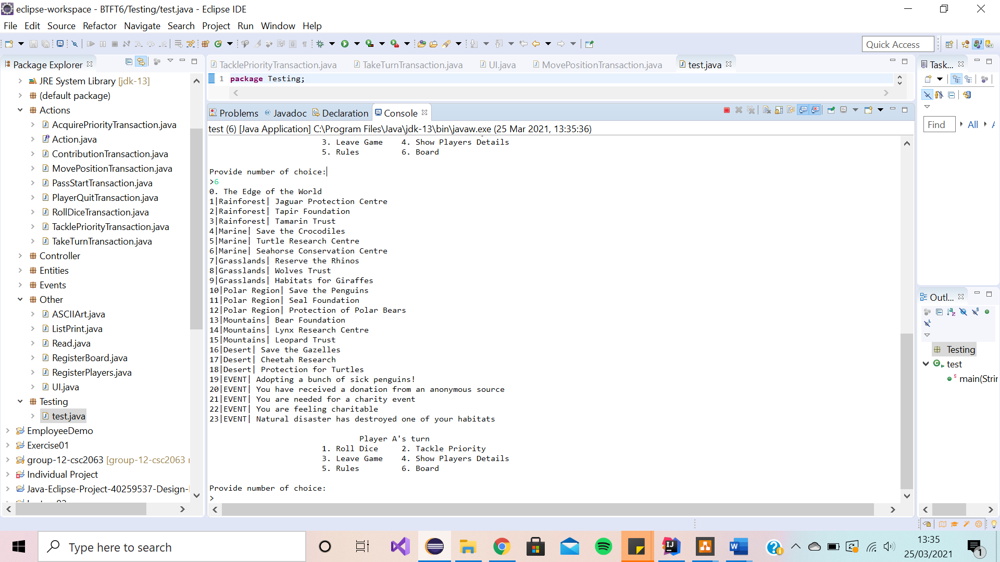 eclipse-workspace - BTFT6/Testing/test.java - Eclipse IDE
File Edit Source Refactor Navigate Search Project Run Window Help
Quick Access
Package Explorer
JRE System Library [jdk-13]
(default package)
Actions
AcquirePriorityTransaction.java
Action.java
ContributionTransaction.java
MovePositionTransaction.java
PassStartTransaction.java
PlayerQuitTransaction.java
RollDiceTransaction.java
TacklePriorityTransaction.java
TakeTurnTransaction.java
Controller
Entities
Events
Other
ASCIIArt.java
ListPrint.java
Read.java
RegisterBoard.java
RegisterPlayers.java
UI.java
Testing
test.java
EmployeeDemo
Exercise01
group-12-csc2063 [group-12-csc2063
Individual Project
Java-Eclipse-Project-40259537-Design-
TacklePriorityTransaction.java TakeTurnTransaction.java UI.java MovePositionTransaction.java test.java
1 package Testing;
Problems @ Javadoc Declaration Console
test (6) [Java Application] C:\Program Files\Java\jdk-13\bin\javaw.exe (25 Mar 2021, 13:35:36)
3. Leave Game 4. Show Players Details
5. Rules 6. Board
Provide number of choice:
>6
0. The Edge of the World
1|Rainforest| Jaguar Protection Centre
2|Rainforest| Tapir Foundation
3|Rainforest| Tamarin Trust
4|Marine| Save the Crocodiles
5|Marine| Turtle Research Centre
6|Marine| Seahorse Conservation Centre
7|Grasslands| Reserve the Rhinos
8|Grasslands| Wolves Trust
9|Grasslands| Habitats for Giraffes
10|Polar Region| Save the Penguins
11|Polar Region| Seal Foundation
12|Polar Region| Protection of Polar Bears
13|Mountains| Bear Foundation
14|Mountains| Lynx Research Centre
15|Mountains| Leopard Trust
16|Desert| Save the Gazelles
17|Desert| Cheetah Research
18|Desert| Protection for Turtles
19|EVENT| Adopting a bunch of sick penguins!
20|EVENT| You have received a donation from an anonymous source
21|EVENT| You are needed for a charity event
22|EVENT| You are feeling charitable
23|EVENT| Natural disaster has destroyed one of your habitats
Player A's turn
1. Roll Dice 2. Tackle Priority
3. Leave Game 4. Show Players Details
5. Rules 6. Board
Provide number of choice:
>
Task...
Find All
Outl...
Testing
test
main(Strin
Type here to search
13:35
25/03/2021
1